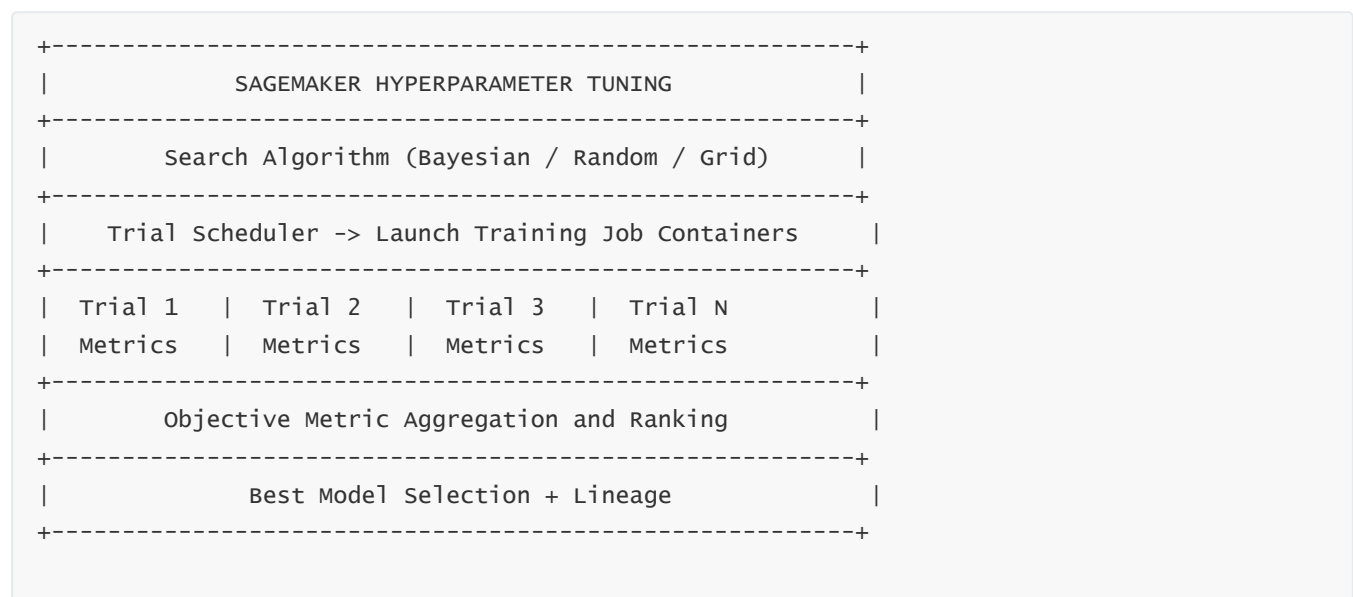 +---------------------------------------------------------+
|             SAGEMAKER HYPERPARAMETER TUNING             |
+---------------------------------------------------------+
|        Search Algorithm (Bayesian / Random / Grid)      |
+---------------------------------------------------------+
|    Trial Scheduler -> Launch Training Job Containers     |
+---------------------------------------------------------+
|  Trial 1   |  Trial 2   |  Trial 3   |  Trial N          |
|  Metrics   |  Metrics   |  Metrics   |  Metrics          |
+---------------------------------------------------------+
|        Objective Metric Aggregation and Ranking          |
+---------------------------------------------------------+
|              Best Model Selection + Lineage              |
+---------------------------------------------------------+